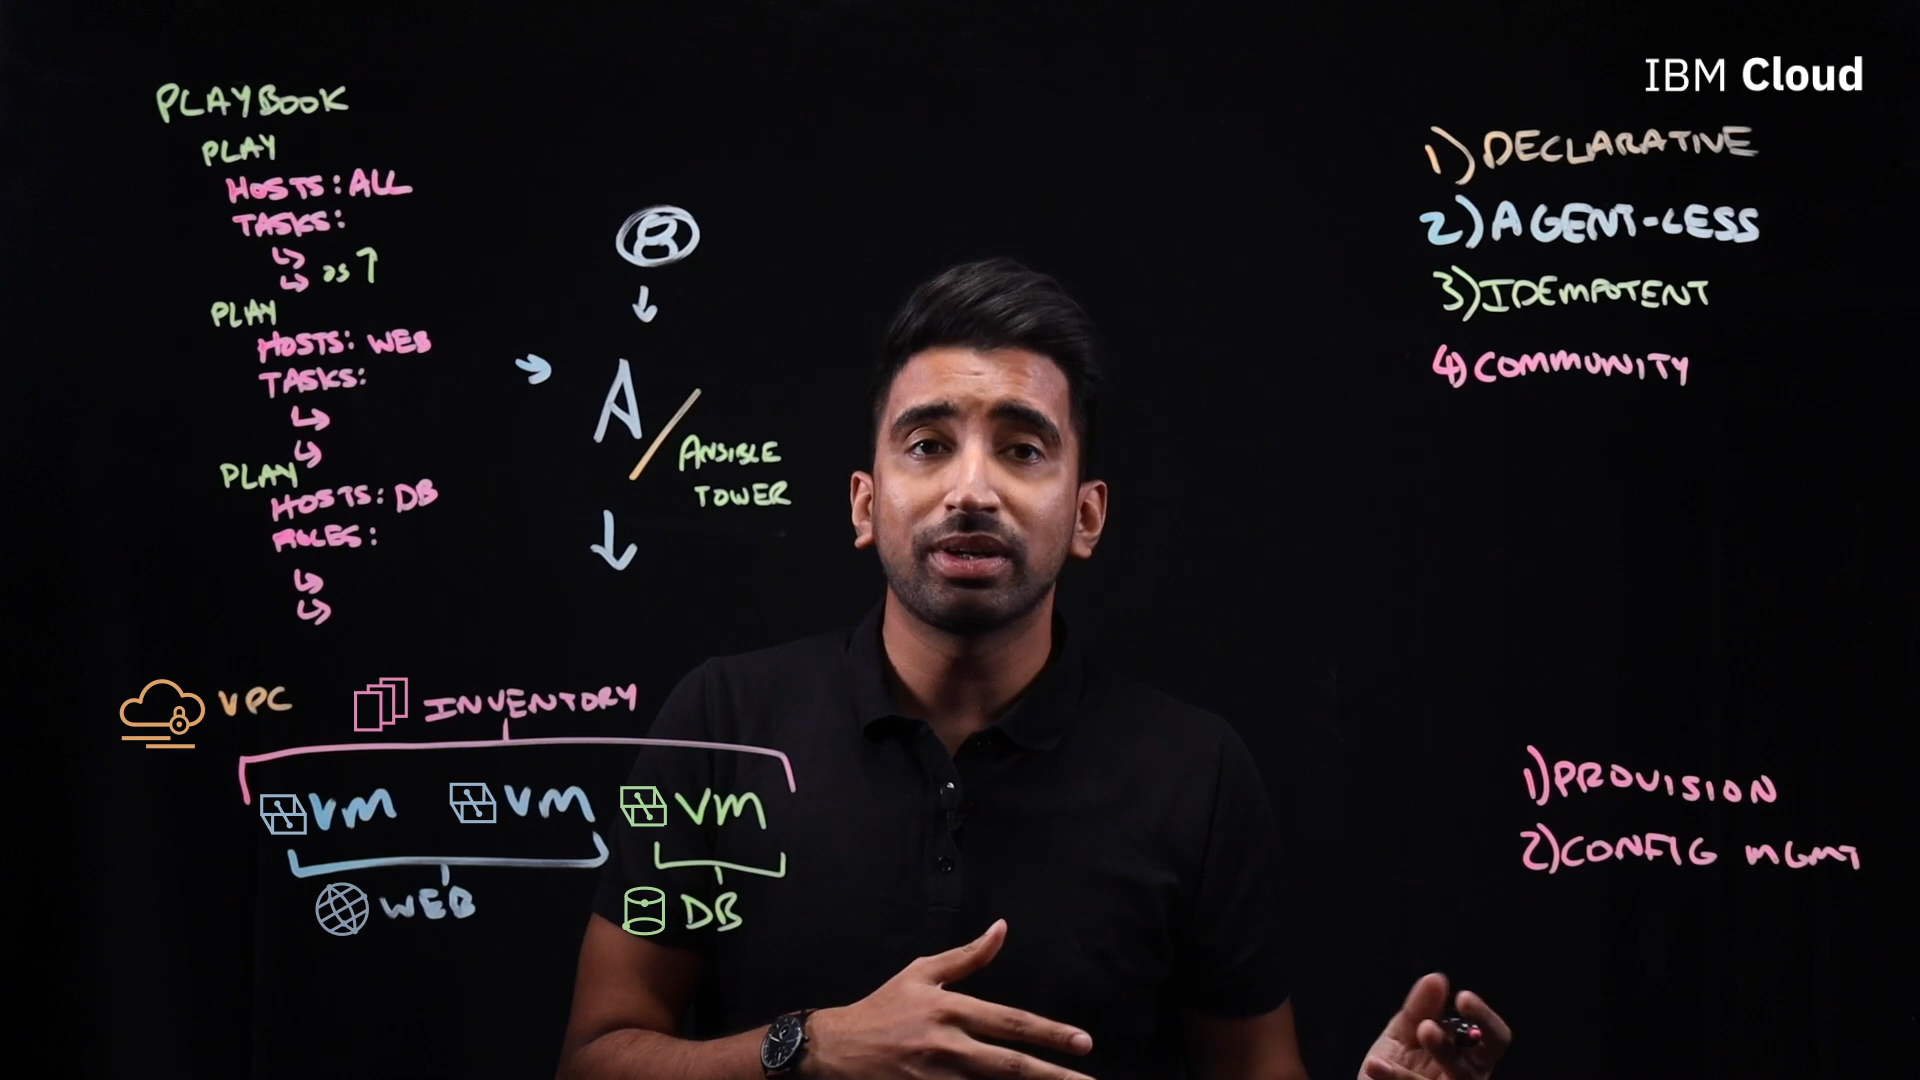 PLAYBOOK
PLAY
HOSTS: ALL
TASKS:
↳
↳ OS ↑
PLAY
HOSTS: WEB
TASKS:
↳
↳
PLAY
HOSTS: DB
ROLES:
↳
↳
A / ANSIBLE
TOWER
VPC
INVENTORY
VM VM VM
WEB DB
IBM Cloud
1) DECLARATIVE
2) AGENT-LESS
3) IDEMPOTENT
4) COMMUNITY
1) PROVISION
2) CONFIG MGMT